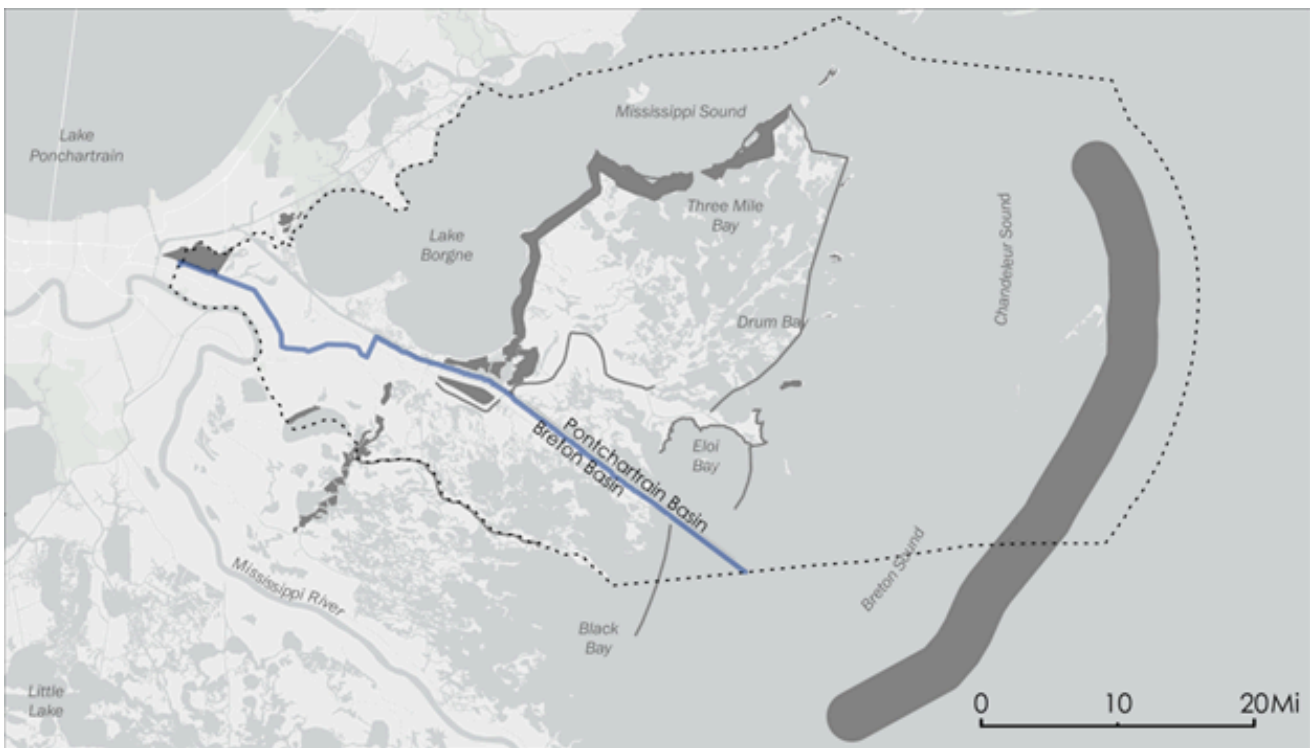 Mississippi Sound
Lake
Ponchartrain
Three Mile
Bay
Lake
Borgne
Chandeleur Sound
Drum Bay
Pontchartrain Basin
Breton Basin
Eloi
Bay
Breton Sound
Mississippi River
Black
Bay
Little
Lake
0 10 20Mi